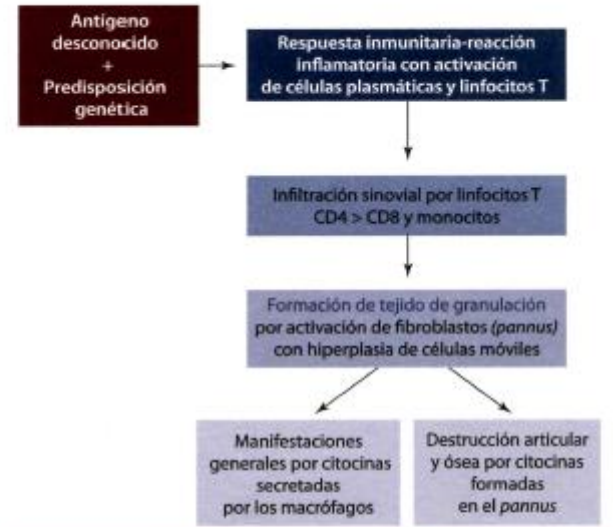 Antígeno
desconocido
+
Predisposición
genética
Respuesta inmunitaria-reacción
inflamatoria con activación
de células plasmáticas y linfocitos T
Infiltración sinovial por linfocitos T
CD4 > CD8 y monocitos
Formación de tejido de granulación
por activación de fibroblastos (pannus)
con hiperplasia de células móviles
Manifestaciones
generales por citocinas
secretadas
por los macrófagos
Destrucción articular
y ósea por citocinas
formadas
en el pannus